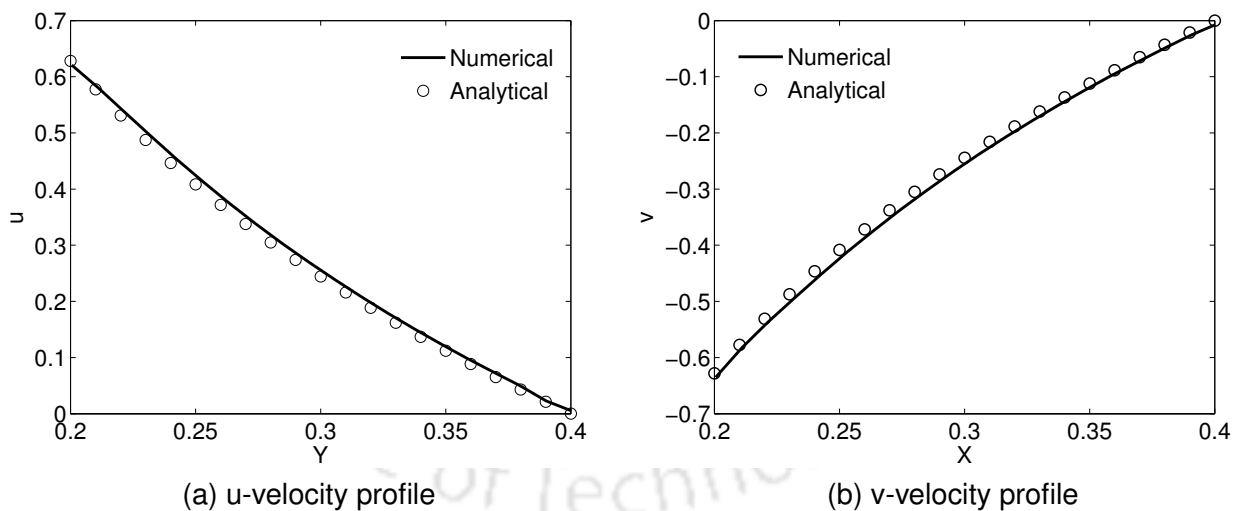 0.7
0.6
0.5
0.4
0.3
0.2
0.1
0
u
Numerical
Analytical
0.2
0.25
0.3
0.35
0.4
Y
(a) u-velocity profile
0
−0.1
−0.2
−0.3
−0.4
−0.5
−0.6
−0.7
v
Numerical
Analytical
0.2
0.25
0.3
0.35
0.4
X
(b) v-velocity profile
of Techno